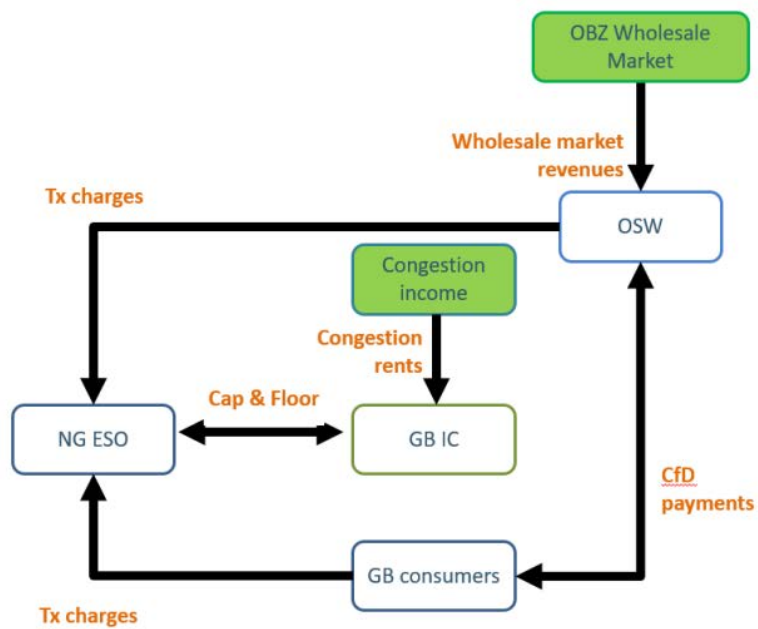 OBZ Wholesale
Market
Wholesale market
revenues
Tx charges
OSW
Congestion
income
Congestion
rents
Cap & Floor
NG ESO
GB IC
CfD
payments
GB consumers
Tx charges